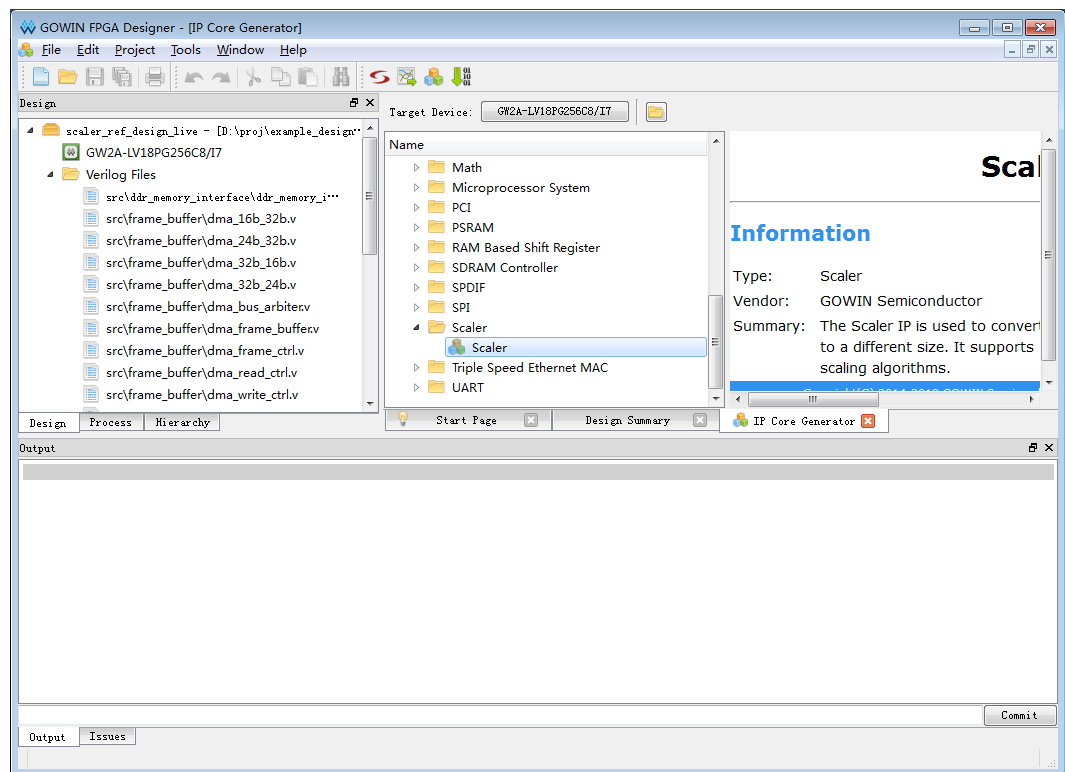 GOWIN FPGA Designer - [IP Core Generator]
File Edit Project Tools Window Help
Design
scaler_ref_design_live - [D:\proj\example_design…
GW2A-LV18PG256C8/I7
Verilog Files
src\ddr_memory_interface\ddr_memory_i…
src\frame_buffer\dma_16b_32b.v
src\frame_buffer\dma_24b_32b.v
src\frame_buffer\dma_32b_16b.v
src\frame_buffer\dma_32b_24b.v
src\frame_buffer\dma_bus_arbiter.v
src\frame_buffer\dma_frame_buffer.v
src\frame_buffer\dma_frame_ctrl.v
src\frame_buffer\dma_read_ctrl.v
src\frame_buffer\dma_write_ctrl.v
Design Process Hierarchy
Target Device: GW2A-LV18PG256C8/I7
Name
Math
Microprocessor System
PCI
PSRAM
RAM Based Shift Register
SDRAM Controller
SPDIF
SPI
Scaler
Scaler
Triple Speed Ethernet MAC
UART
Scal
Information
Type: Scaler
Vendor: GOWIN Semiconductor
Summary: The Scaler IP is used to convert
to a different size. It supports
scaling algorithms.
Start Page Design Summary IP Core Generator
Output
Commit
Output Issues